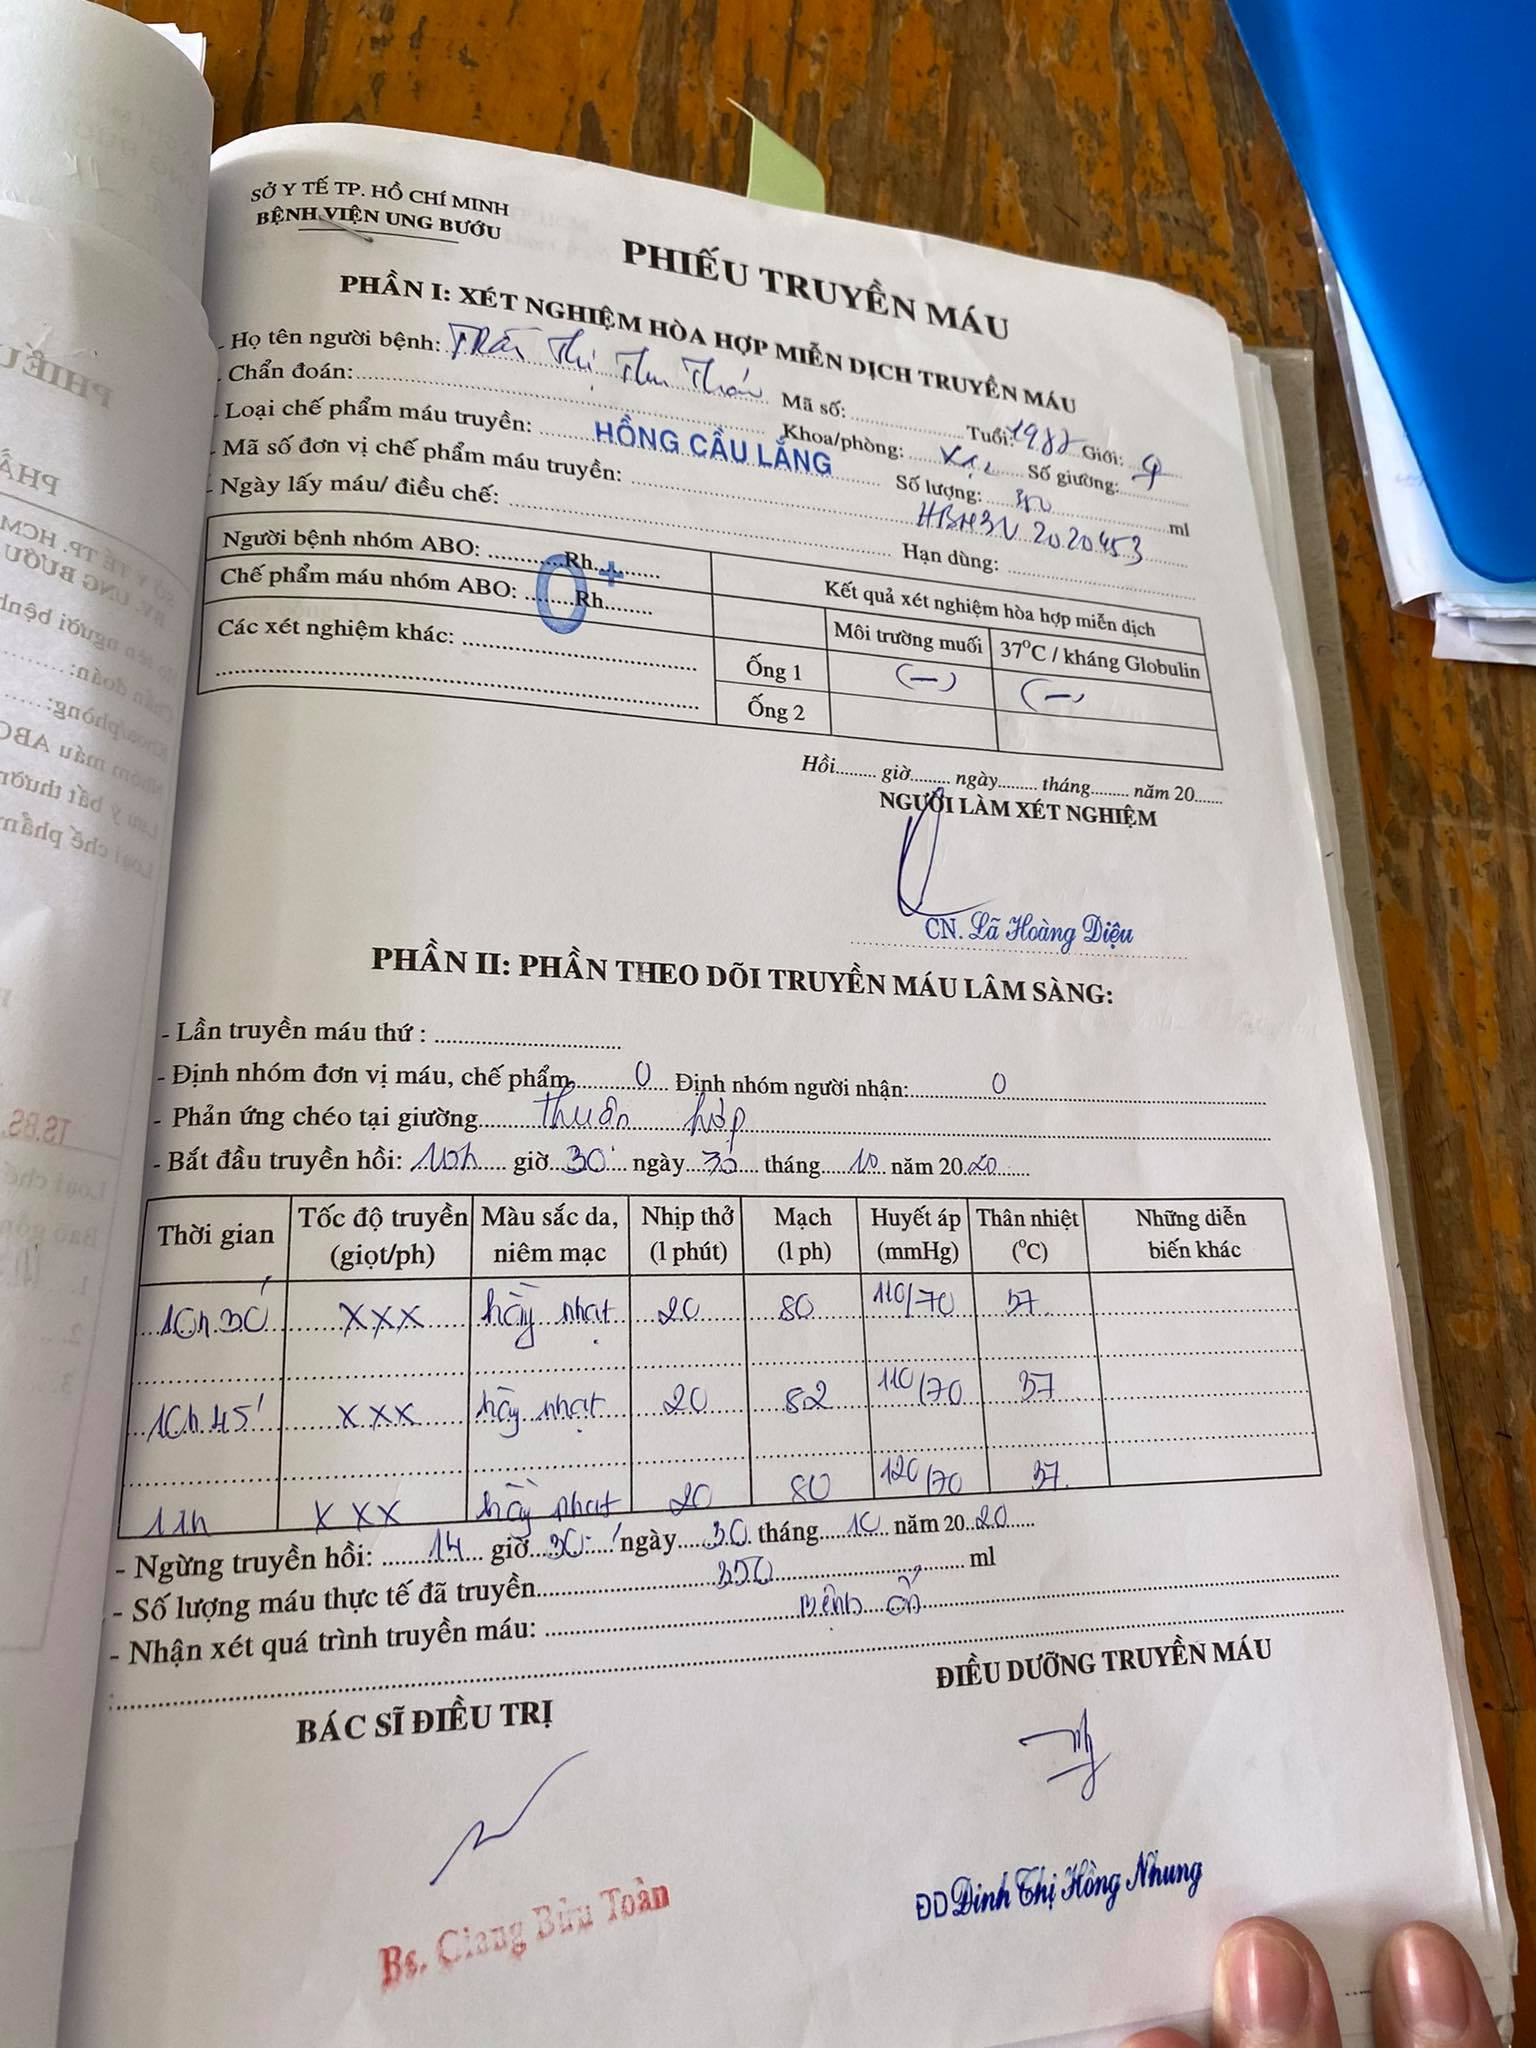 SỞ Y TẾ TP. HỒ CHÍ MINH
BỆNH VIỆN UNG BƯỚU
PHIẾU TRUYỀN MÁU
PHẦN I: XÉT NGHIỆM HÒA HỢP MIỄN DỊCH TRUYỀN MÁU
- Họ tên người bệnh: Trần Thị Thu Mã số: Tuổi: Giới:
- Chẩn đoán: Khoa/phòng: Số giường:
- Loại chế phẩm máu truyền: HỒNG CẦU LẮNG Số lượng: 350 ml
- Mã số đơn vị chế phẩm máu truyền:
- Ngày lấy máu/ điều chế: Hạn dùng:
Người bệnh nhóm ABO: O Rh +
Chế phẩm máu nhóm ABO: Rh
Các xét nghiệm khác:
Kết quả xét nghiệm hòa hợp miễn dịch
Môi trường muối 37°C / kháng Globulin
Ống 1 (-) (-)
Ống 2
Hồi giờ ngày tháng năm 20
NGƯỜI LÀM XÉT NGHIỆM
CN. Lã Hoàng Diệu
PHẦN II: PHẦN THEO DÕI TRUYỀN MÁU LÂM SÀNG:
- Lần truyền máu thứ :
- Định nhóm đơn vị máu, chế phẩm O Định nhóm người nhận: O
- Phản ứng chéo tại giường thuận hợp
- Bắt đầu truyền hồi: 10h giờ 30' ngày 30 tháng 10 năm 20 20
Thời gian Tốc độ truyền (giọt/ph) Màu sắc da, niêm mạc Nhịp thở (l phút) Mạch (l ph) Huyết áp (mmHg) Thân nhiệt (°C) Những diễn biến khác
10h30' XXX hồng nhạt 20 80 110/70 37
10h45' XXX hồng nhạt 20 82 110/70 37
11h XXX hồng nhạt 20 80 120/70 37
- Ngừng truyền hồi: 14 giờ 30' ngày 30 tháng 10 năm 20 20
- Số lượng máu thực tế đã truyền 350 ml
- Nhận xét quá trình truyền máu: Bệnh ổn
BÁC SĨ ĐIỀU TRỊ
ĐIỀU DƯỠNG TRUYỀN MÁU
Bs. Giang Bửu Toàn
ĐD Đinh Thị Hồng Nhung